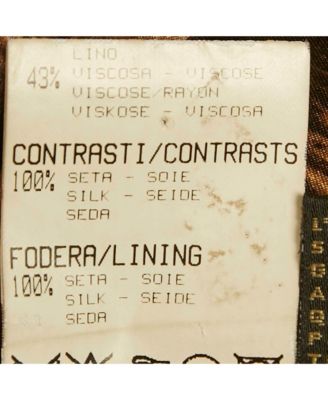 LINO
43% VISCOSA - VISCOSE
VISCOSE/RAYON
VISKOSE - VISCOSA
CONTRASTI/CONTRASTS
100% SETA - SOIE
SILK - SEIDE
SEDA
FODERA/LINING
100% SETA - SOIE
SILK - SEIDE
SEDA